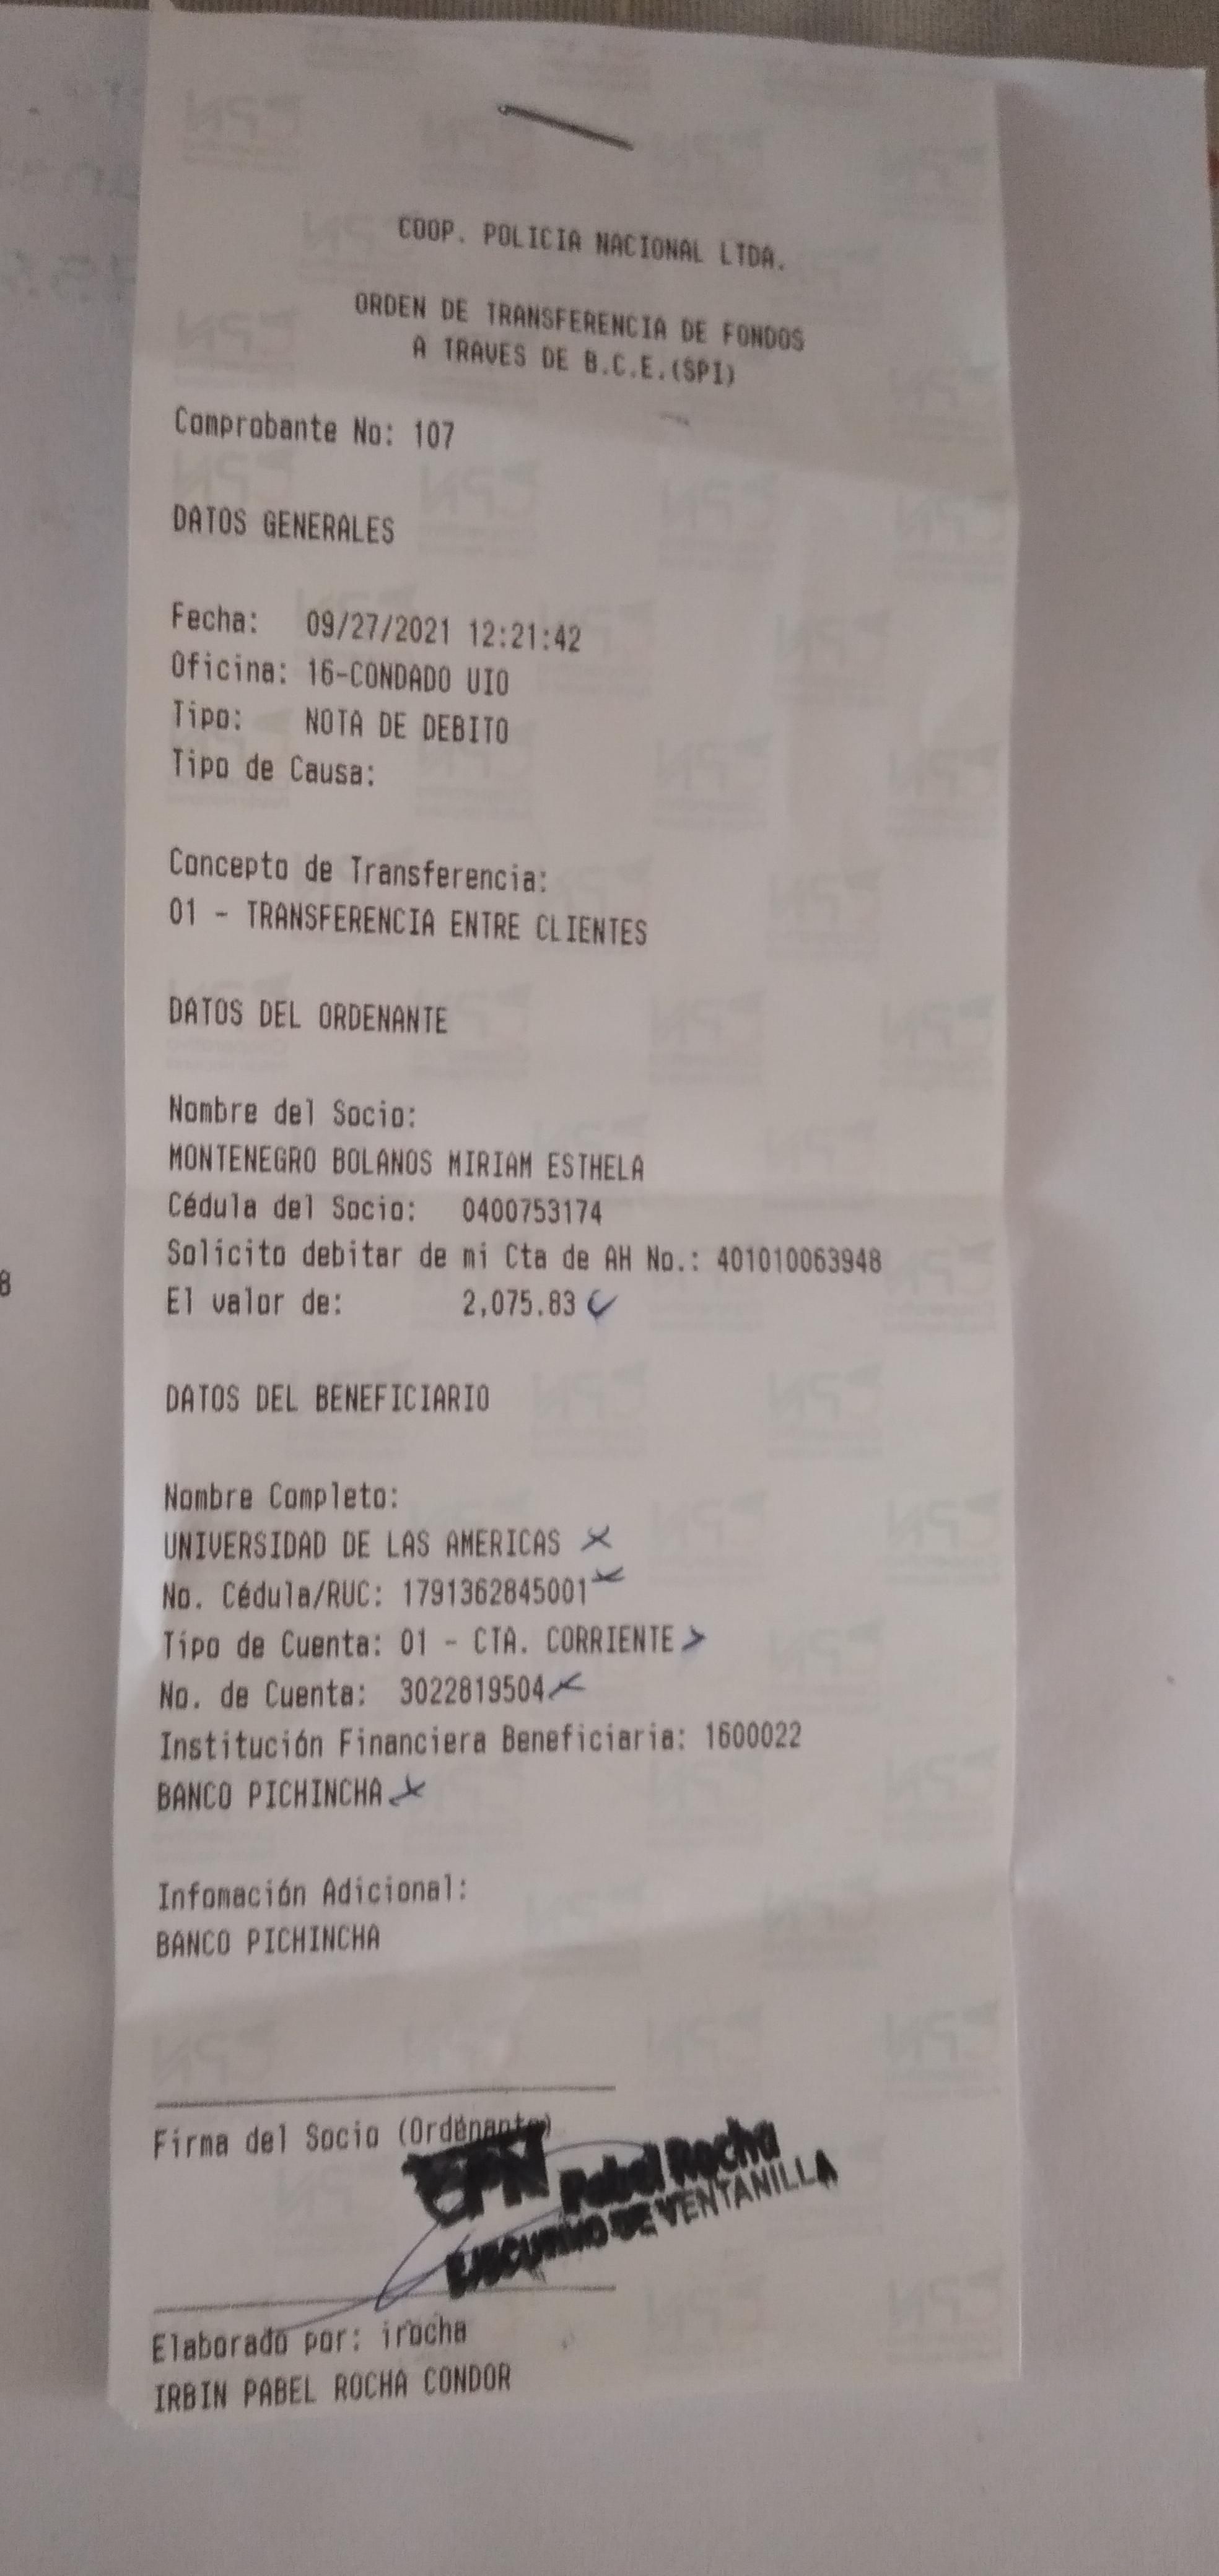 COOP. POLICIA NACIONAL LTDA.
ORDEN DE TRANSFERENCIA DE FONDOS
A TRAVES DE B.C.E.(SPI)
Comprobante No: 107
DATOS GENERALES
Fecha: 09/27/2021 12:21:42
Oficina: 16-CONDADO UIO
Tipo: NOTA DE DEBITO
Tipo de Causa:
Concepto de Transferencia:
01 - TRANSFERENCIA ENTRE CLIENTES
DATOS DEL ORDENANTE
Nombre del Socio:
MONTENEGRO BOLANOS MIRIAM ESTHELA
Cédula del Socio: 0400753174
Solicito debitar de mi Cta de AH No.: 401010063948
El valor de: 2,075.83
DATOS DEL BENEFICIARIO
Nombre Completo:
UNIVERSIDAD DE LAS AMERICAS
No. Cédula/RUC: 1791362845001
Tipo de Cuenta: 01 - CTA. CORRIENTE
No. de Cuenta: 3022819504
Institución Financiera Beneficiaria: 1600022
BANCO PICHINCHA
Infomación Adicional:
BANCO PICHINCHA
Firma del Socio (Ordenante)
CPN Pabel Rocha
EJECUTIVO DE VENTANILLA
Elaborado por: irocha
IRBIN PABEL ROCHA CONDOR